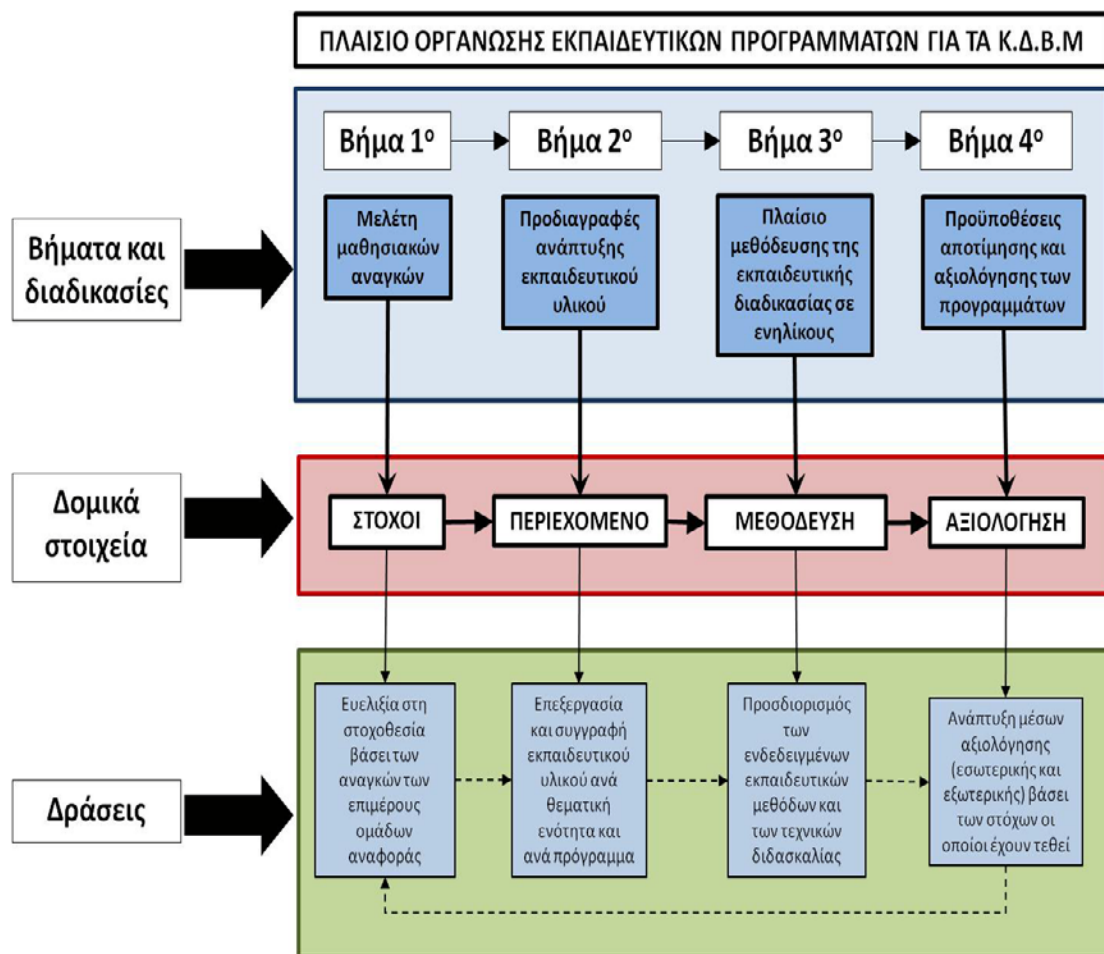 ΠΛΑΙΣΙΟ ΟΡΓΑΝΩΣΗΣ ΕΚΠΑΙΔΕΥΤΙΚΩΝ ΠΡΟΓΡΑΜΜΑΤΩΝ ΓΙΑ ΤΑ Κ.Δ.Β.Μ
Βήμα 1ο
Βήμα 2ο
Βήμα 3ο
Βήμα 4ο
Βήματα και
διαδικασίες
Μελέτη
μαθησιακών
αναγκών
Προδιαγραφές
ανάπτυξης
εκπαιδευτικού
υλικού
Πλαίσιο
μεθόδευσης της
εκπαιδευτικής
διαδικασίας σε
ενηλίκους
Προϋποθέσεις
αποτίμησης και
αξιολόγησης των
προγραμμάτων
Δομικά
στοιχεία
ΣΤΟΧΟΙ
ΠΕΡΙΕΧΟΜΕΝΟ
ΜΕΘΟΔΕΥΣΗ
ΑΞΙΟΛΟΓΗΣΗ
Δράσεις
Ευελιξία στη
στοχοθεσία
βάσει των
αναγκών των
επιμέρους
ομάδων
αναφοράς
Επεξεργασία
και συγγραφή
εκπαιδευτικού
υλικού ανά
θεματική
ενότητα και
ανά πρόγραμμα
Προσδιορισμός
των
ενδεδειγμένων
εκπαιδευτικών
μεθόδων και
των τεχνικών
διδασκαλίας
Ανάπτυξη μέσων
αξιολόγησης
(εσωτερικής και
εξωτερικής) βάσει
των στόχων οι
οποίοι έχουν τεθεί